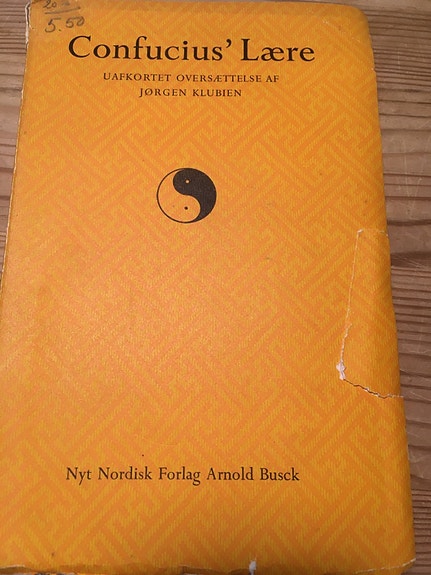 5.50
Confucius' Lære
UAFKORTET OVERSÆTTELSE AF
JØRGEN KLUBIEN
Nyt Nordisk Forlag Arnold Busck